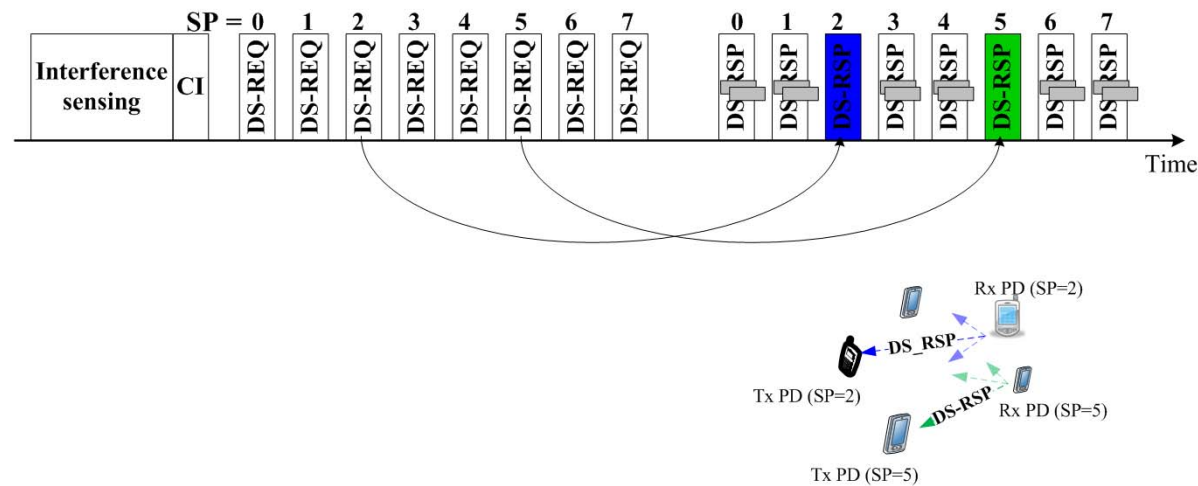 SP = 0 1 2 3 4 5 6 7 0 1 2 3 4 5 6 7
Interference
sensing
CI
DS-REQ
DS-REQ
DS-REQ
DS-REQ
DS-REQ
DS-REQ
DS-REQ
DS-REQ
DS-RSP
DS-RSP
DS-RSP
DS-RSP
DS-RSP
DS-RSP
DS-RSP
DS-RSP
Time
Rx PD (SP=2)
DS_RSP
Tx PD (SP=2)
DS-RSP
Rx PD (SP=5)
Tx PD (SP=5)